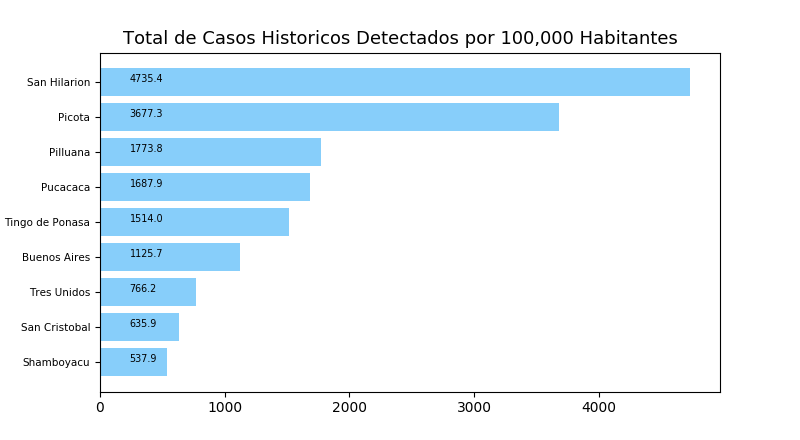 Total de Casos Historicos Detectados por 100,000 Habitantes
San Hilarion 4735.4
Picota 3677.3
Pilluana 1773.8
Pucacaca 1687.9
Tingo de Ponasa 1514.0
Buenos Aires 1125.7
Tres Unidos 766.2
San Cristobal 635.9
Shamboyacu 537.9
0 1000 2000 3000 4000